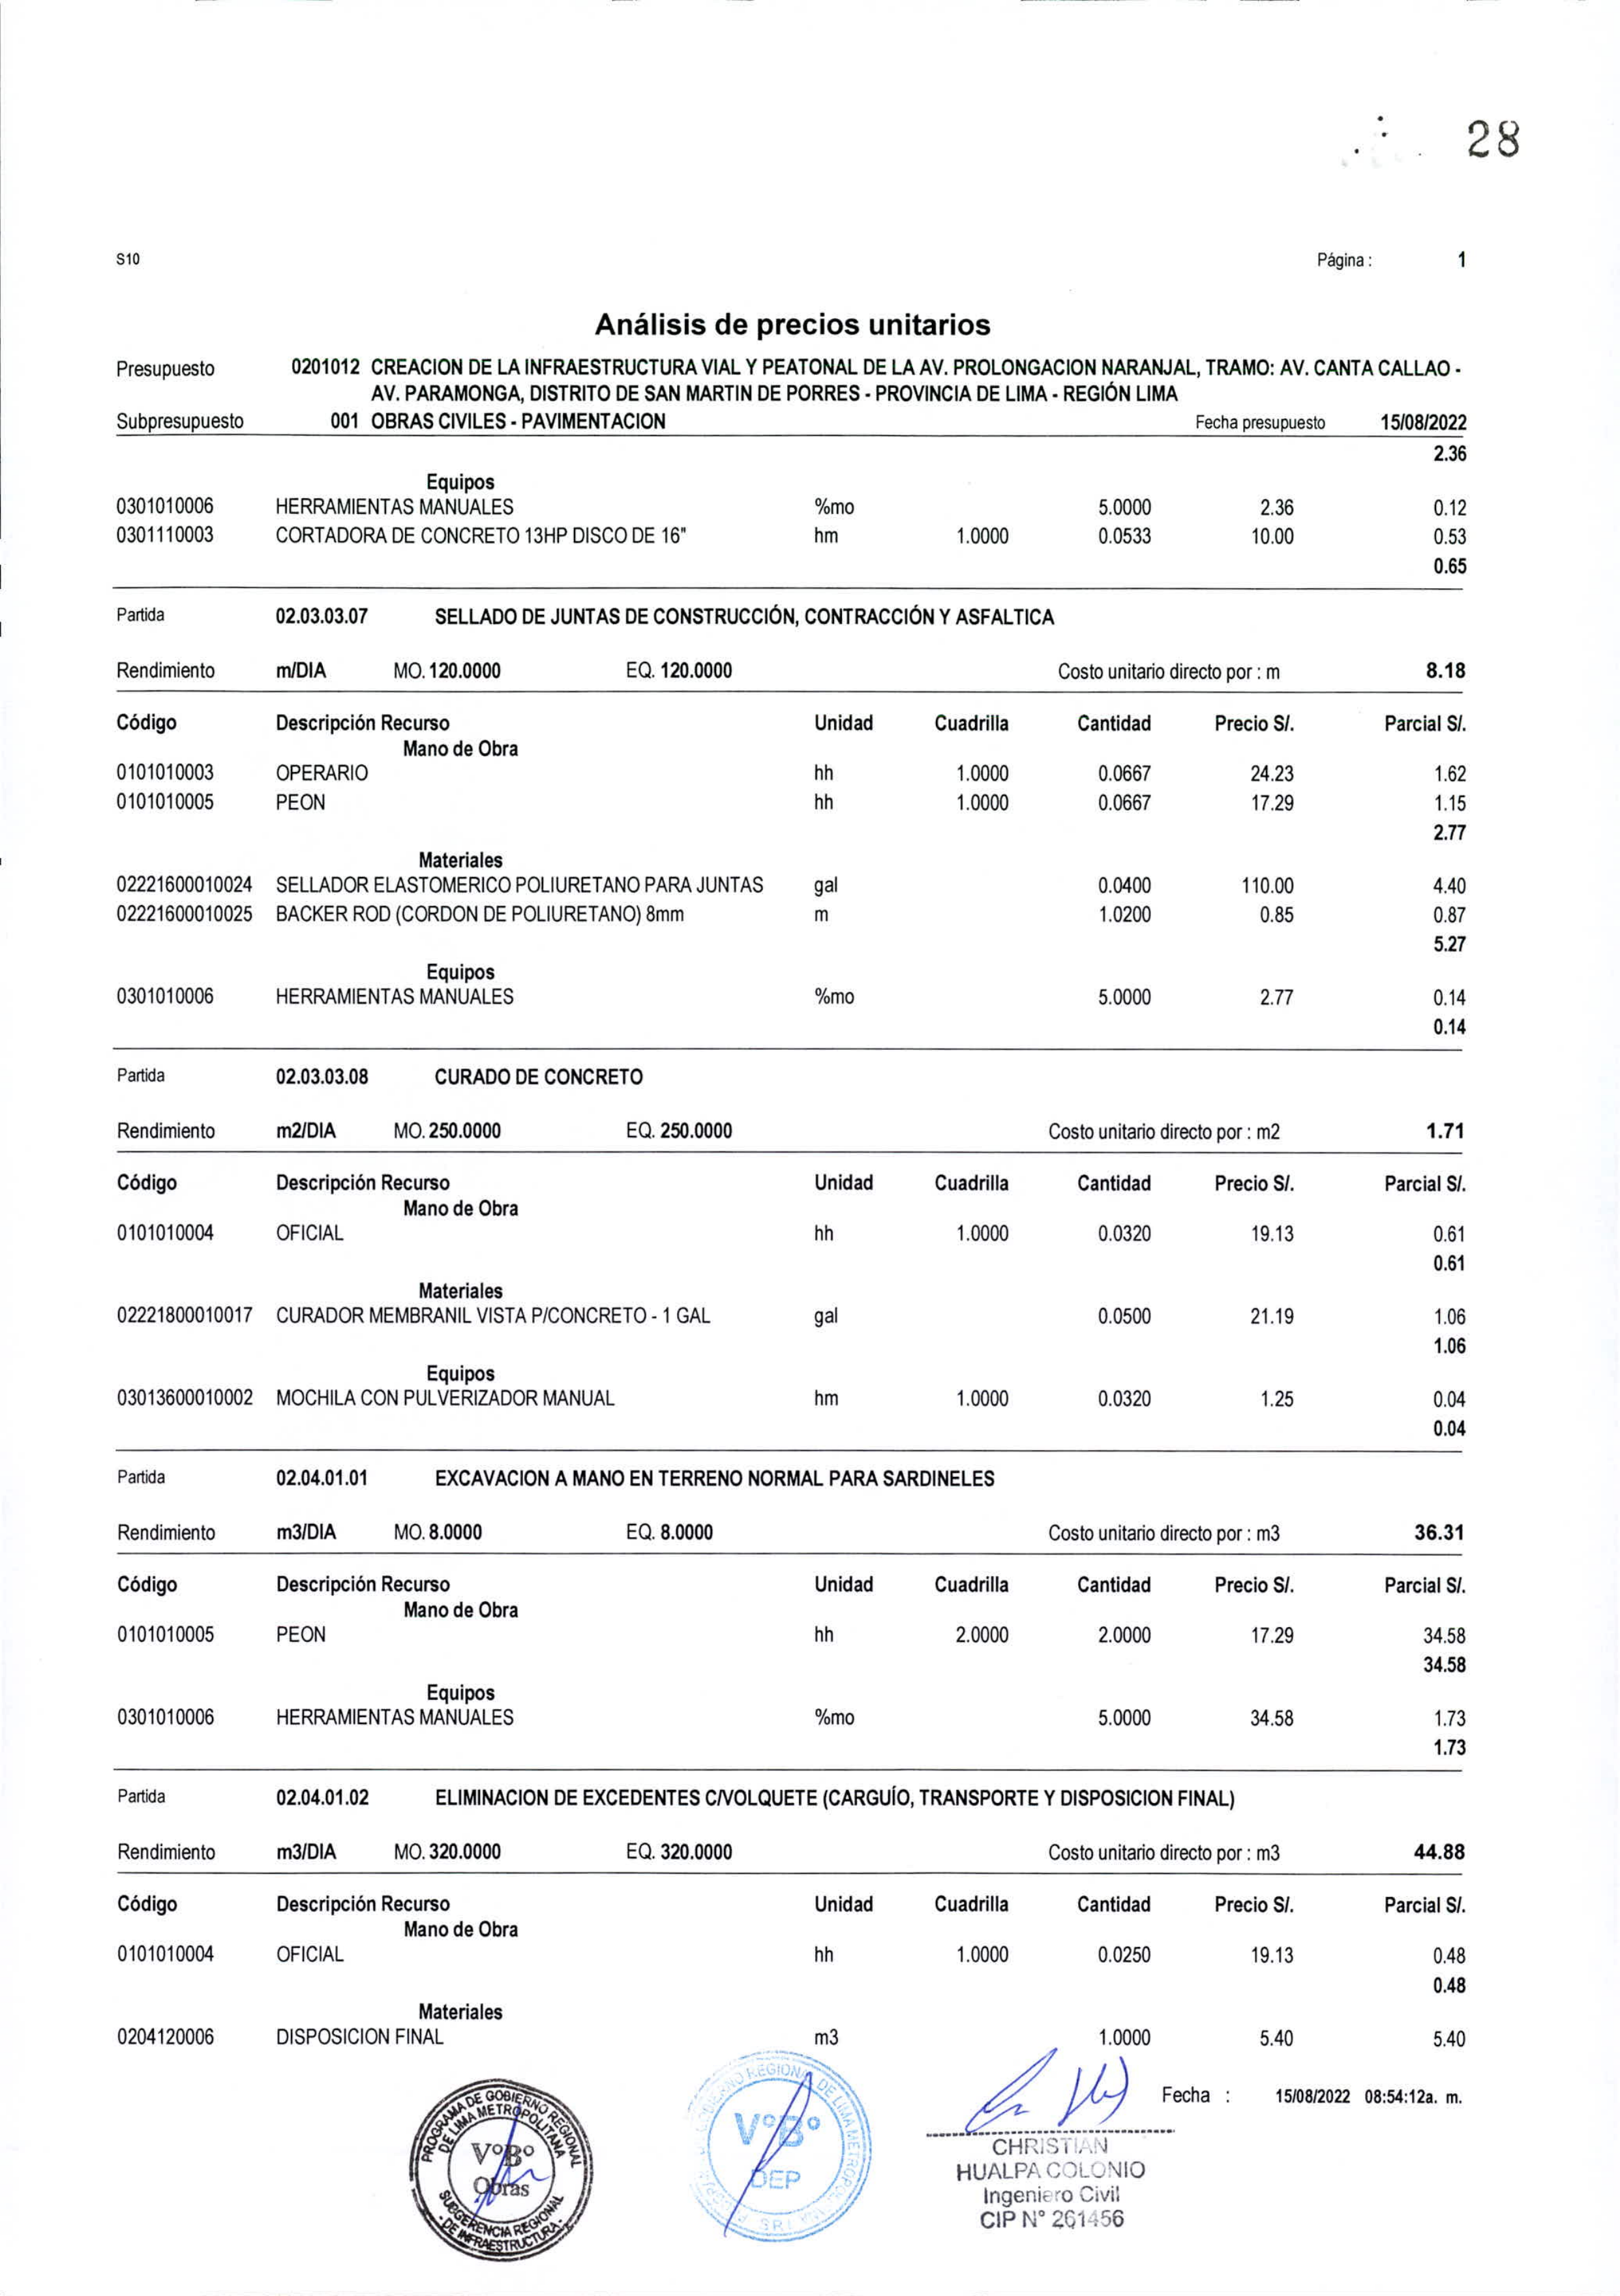 28
S10 Página : 1
Análisis de precios unitarios
Presupuesto 0201012 CREACION DE LA INFRAESTRUCTURA VIAL Y PEATONAL DE LA AV. PROLONGACION NARANJAL, TRAMO: AV. CANTA CALLAO -
AV. PARAMONGA, DISTRITO DE SAN MARTIN DE PORRES - PROVINCIA DE LIMA - REGIÓN LIMA
Subpresupuesto 001 OBRAS CIVILES - PAVIMENTACION Fecha presupuesto 15/08/2022
2.36
Equipos
0301010006 HERRAMIENTAS MANUALES %mo 5.0000 2.36 0.12
0301110003 CORTADORA DE CONCRETO 13HP DISCO DE 16" hm 1.0000 0.0533 10.00 0.53
0.65
Partida 02.03.03.07 SELLADO DE JUNTAS DE CONSTRUCCIÓN, CONTRACCIÓN Y ASFALTICA
Rendimiento m/DIA MO. 120.0000 EQ. 120.0000 Costo unitario directo por : m 8.18
Código Descripción Recurso Unidad Cuadrilla Cantidad Precio S/. Parcial S/.
Mano de Obra
0101010003 OPERARIO hh 1.0000 0.0667 24.23 1.62
0101010005 PEON hh 1.0000 0.0667 17.29 1.15
2.77
Materiales
02221600010024 SELLADOR ELASTOMERICO POLIURETANO PARA JUNTAS gal 0.0400 110.00 4.40
02221600010025 BACKER ROD (CORDON DE POLIURETANO) 8mm m 1.0200 0.85 0.87
5.27
Equipos
0301010006 HERRAMIENTAS MANUALES %mo 5.0000 2.77 0.14
0.14
Partida 02.03.03.08 CURADO DE CONCRETO
Rendimiento m2/DIA MO. 250.0000 EQ. 250.0000 Costo unitario directo por : m2 1.71
Código Descripción Recurso Unidad Cuadrilla Cantidad Precio S/. Parcial S/.
Mano de Obra
0101010004 OFICIAL hh 1.0000 0.0320 19.13 0.61
0.61
Materiales
02221800010017 CURADOR MEMBRANIL VISTA P/CONCRETO - 1 GAL gal 0.0500 21.19 1.06
1.06
Equipos
03013600010002 MOCHILA CON PULVERIZADOR MANUAL hm 1.0000 0.0320 1.25 0.04
0.04
Partida 02.04.01.01 EXCAVACION A MANO EN TERRENO NORMAL PARA SARDINELES
Rendimiento m3/DIA MO. 8.0000 EQ. 8.0000 Costo unitario directo por : m3 36.31
Código Descripción Recurso Unidad Cuadrilla Cantidad Precio S/. Parcial S/.
Mano de Obra
0101010005 PEON hh 2.0000 2.0000 17.29 34.58
34.58
Equipos
0301010006 HERRAMIENTAS MANUALES %mo 5.0000 34.58 1.73
1.73
Partida 02.04.01.02 ELIMINACION DE EXCEDENTES C/VOLQUETE (CARGUÍO, TRANSPORTE Y DISPOSICION FINAL)
Rendimiento m3/DIA MO. 320.0000 EQ. 320.0000 Costo unitario directo por : m3 44.88
Código Descripción Recurso Unidad Cuadrilla Cantidad Precio S/. Parcial S/.
Mano de Obra
0101010004 OFICIAL hh 1.0000 0.0250 19.13 0.48
0.48
Materiales
0204120006 DISPOSICION FINAL m3 1.0000 5.40 5.40
Fecha : 15/08/2022 08:54:12a. m.
PROGRAMA DE GOBIERNO REGIONAL
DE LIMA METROPOLITANA
V°B°
Obras
SUBGERENCIA REGIONAL
- DE INFRAESTRUCTURA -
GOBIERNO REGIONAL DE LIMA METROPOLITANA
V°B°
DEP
CHRISTIAN
HUALPA COLONIO
Ingeniero Civil
CIP N° 261456